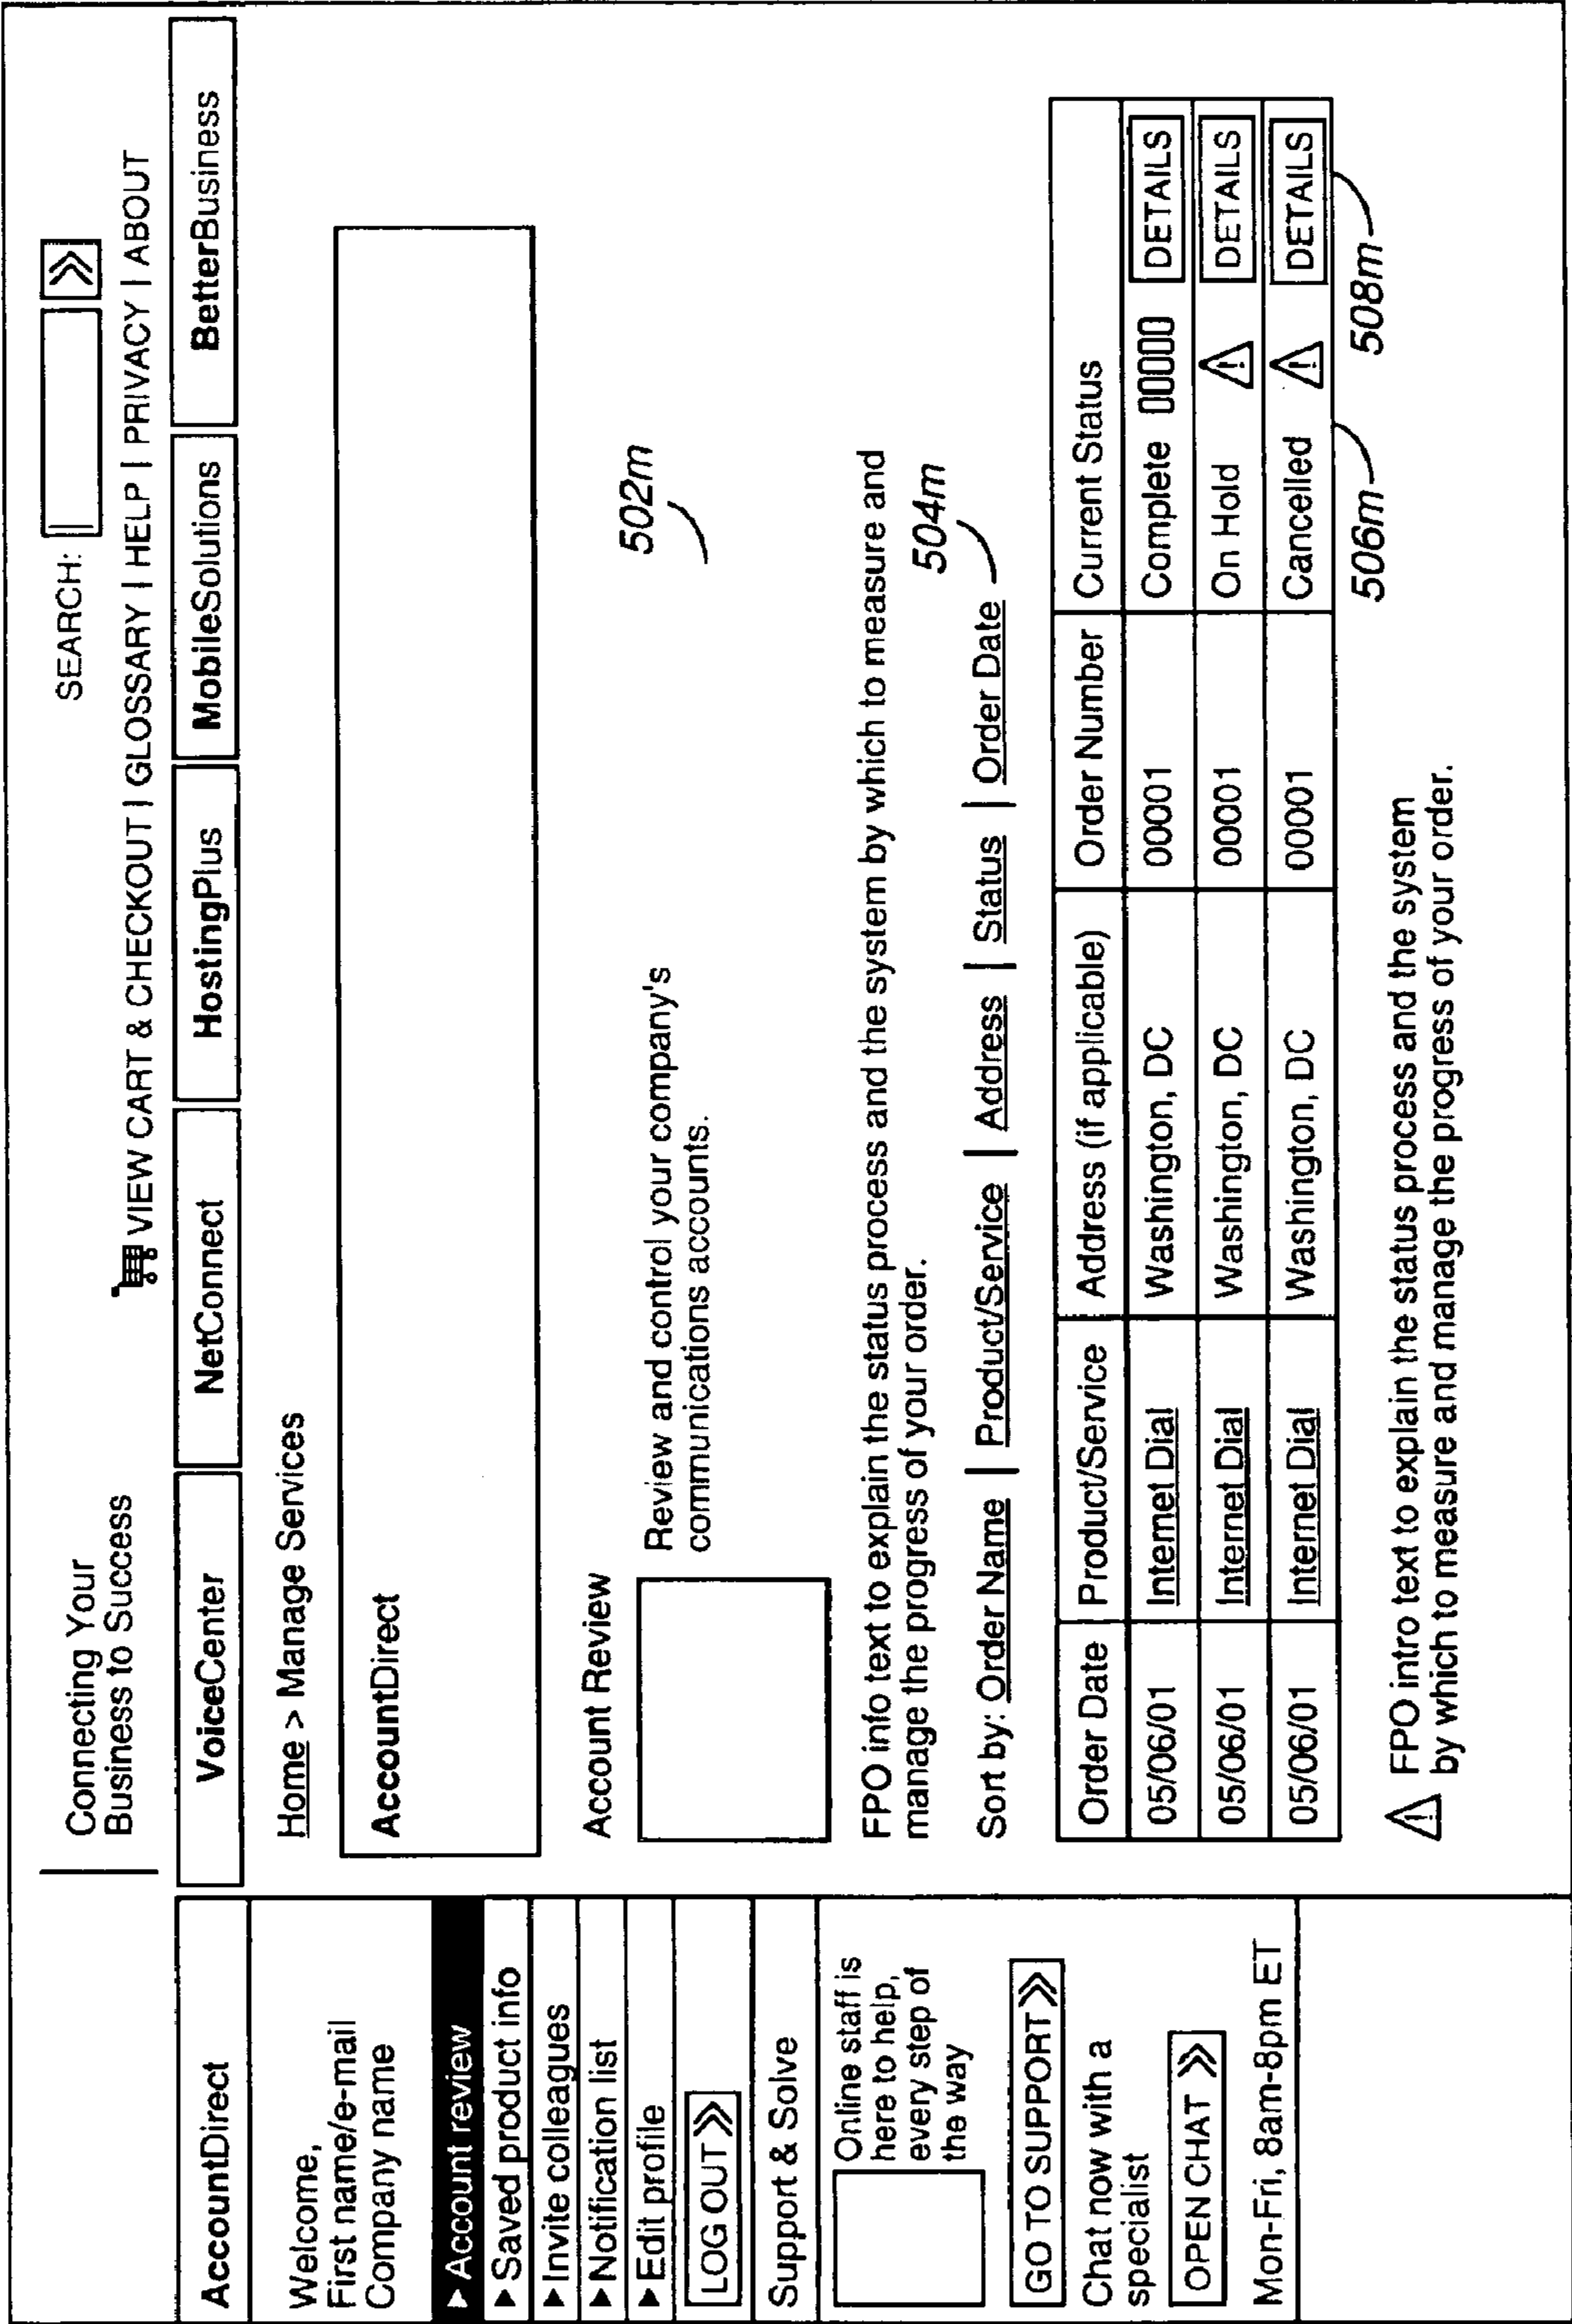 Connecting Your
Business to Success
SEARCH:
VIEW CART & CHECKOUT | GLOSSARY | HELP | PRIVACY | ABOUT
VoiceCenter NetConnect HostingPlus MobileSolutions BetterBusiness
AccountDirect
Welcome,
First name/e-mail
Company name
Account review
Saved product info
Invite colleagues
Notification list
Edit profile
LOG OUT
Support & Solve
Online staff is
here to help,
every step of
the way
GO TO SUPPORT
Chat now with a
specialist
OPEN CHAT
Mon-Fri, 8am-8pm ET
Home > Manage Services
AccountDirect
Account Review
Review and control your company's
communications accounts.
502m
FPO info text to explain the status process and the system by which to measure and
manage the progress of your order.
504m
Sort by: Order Name | Product/Service | Address | Status | Order Date
Order Date Product/Service Address (if applicable) Order Number Current Status
05/06/01 Internet Dial Washington, DC 00001 Complete DETAILS
05/06/01 Internet Dial Washington, DC 00001 On Hold DETAILS
05/06/01 Internet Dial Washington, DC 00001 Cancelled DETAILS
506m 508m
FPO intro text to explain the status process and the system
by which to measure and manage the progress of your order.